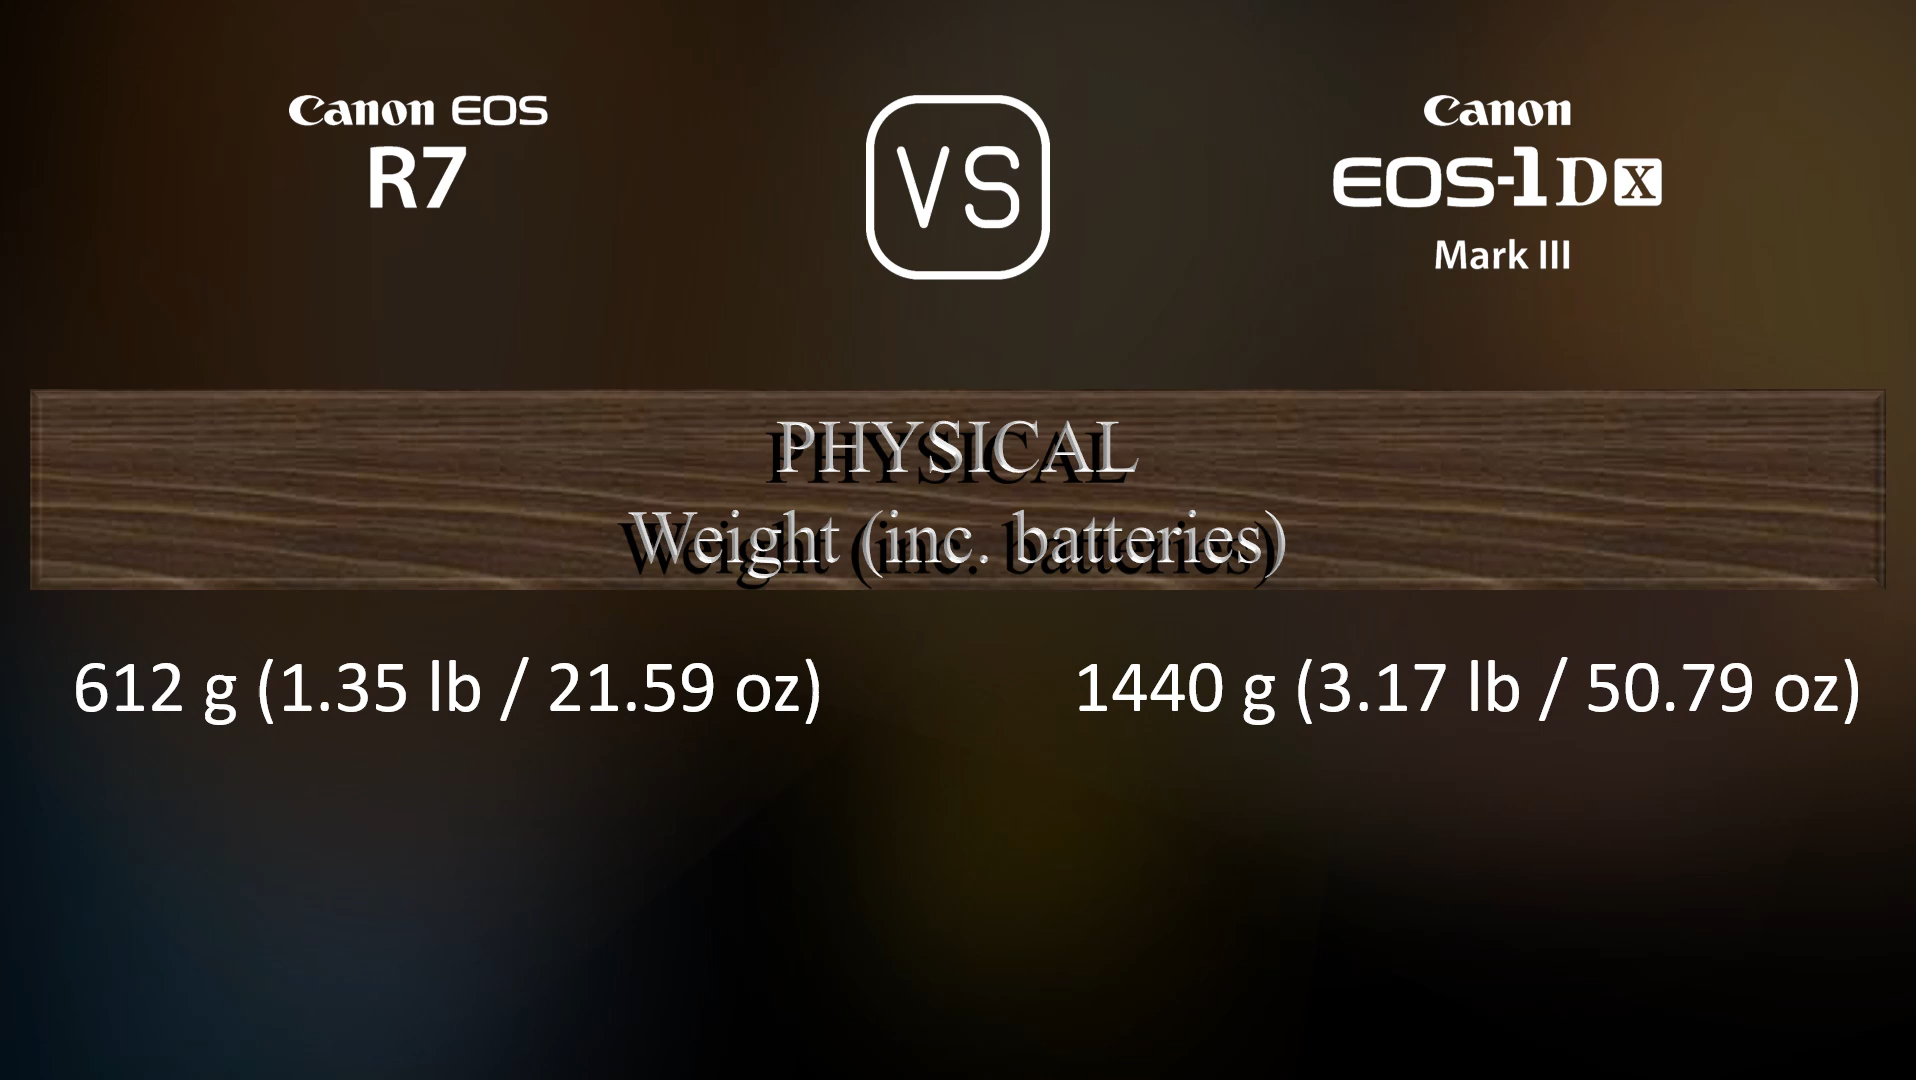 Canon EOS
R7
VS
Canon
EOS-1DX
Mark III
PHYSICAL
Weight (inc. batteries)
612 g (1.35 lb / 21.59 oz)
1440 g (3.17 lb / 50.79 oz)